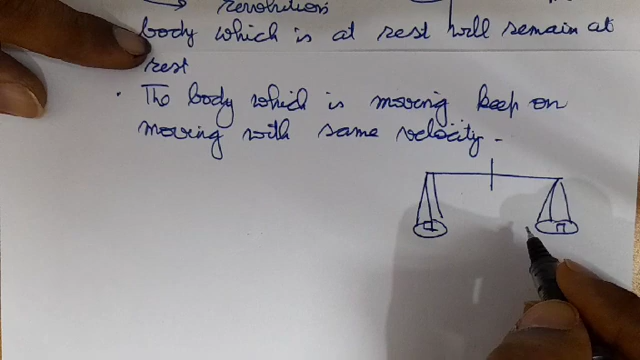 revolutions
body which is at rest will remain at
rest
. The body which is moving keep on
moving with same velocity.